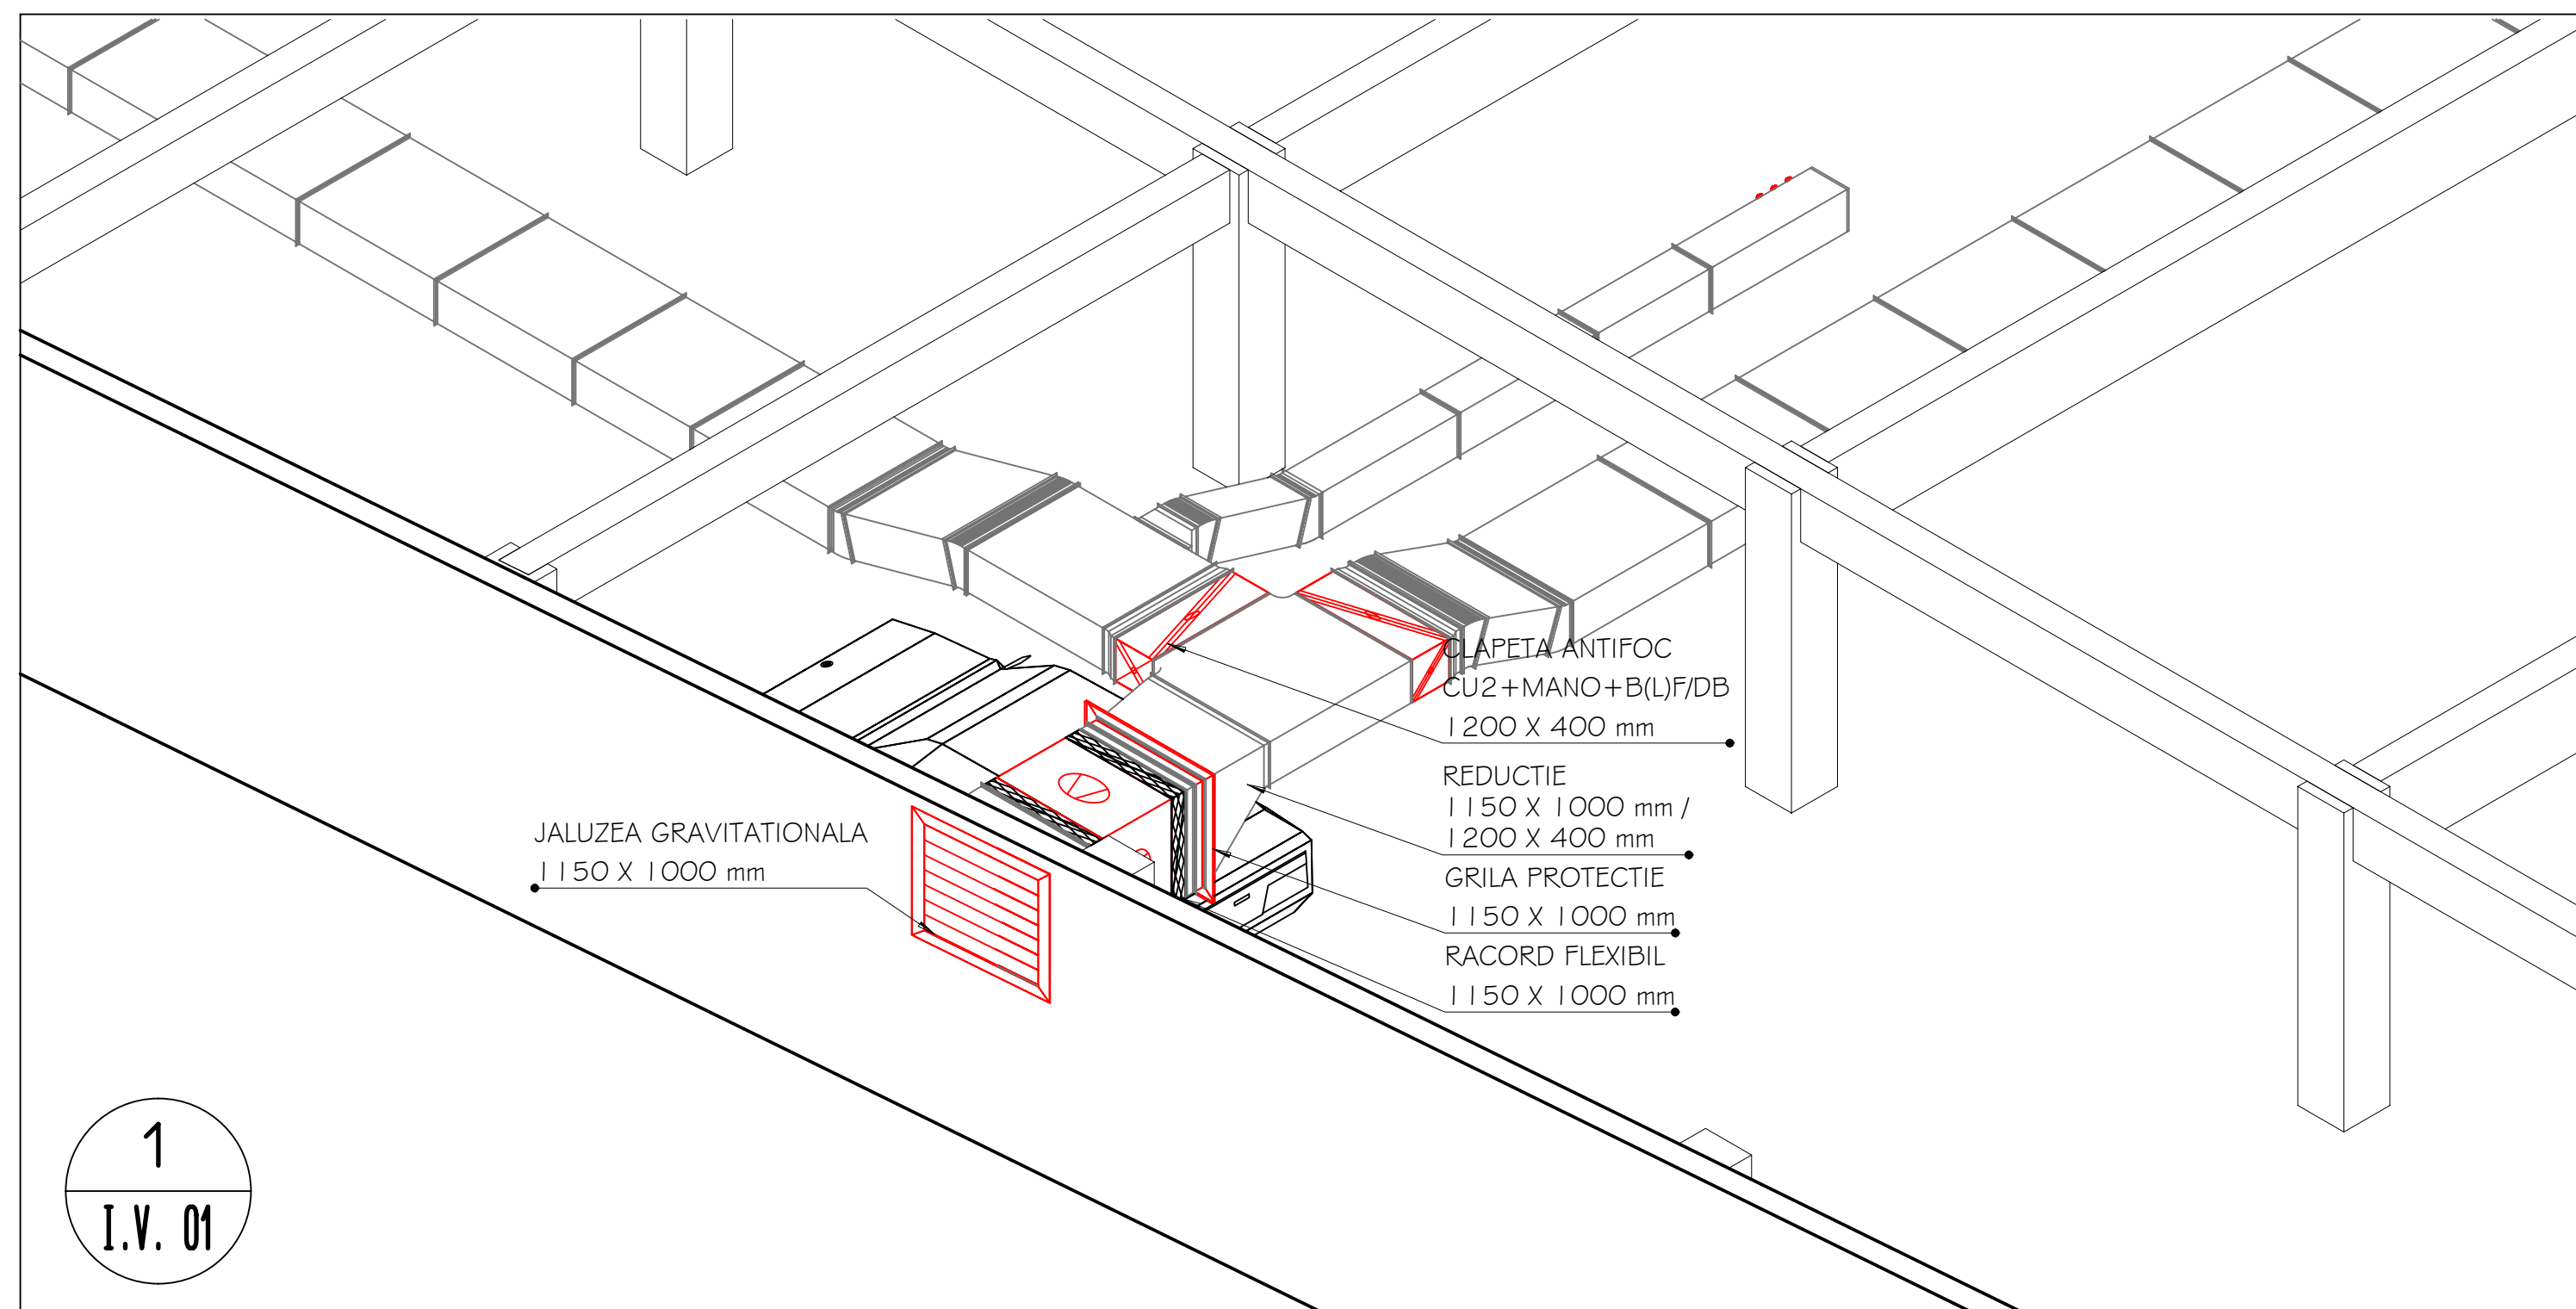 CLAPETA ANTIFOC
CU2+MANO+B(L)F/DB
1200 X 400 mm
REDUCTIE
1150 X 1000 mm /
1200 X 400 mm
JALUZEA GRAVITATIONALA
1150 X 1000 mm
GRILA PROTECTIE
1150 X 1000 mm
RACORD FLEXIBIL
1150 X 1000 mm
1
I.V. 01